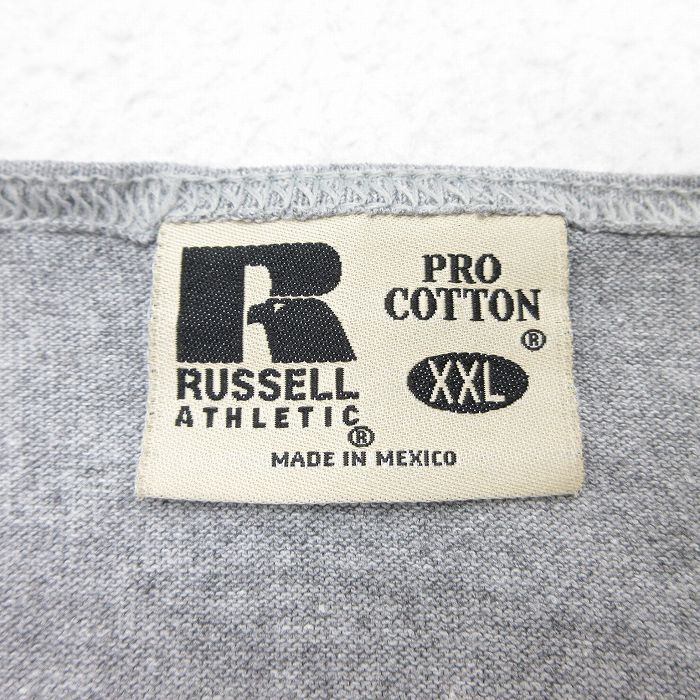 R
RUSSELL
ATHLETIC®
PRO
COTTON
®
XXL
MADE IN MEXICO